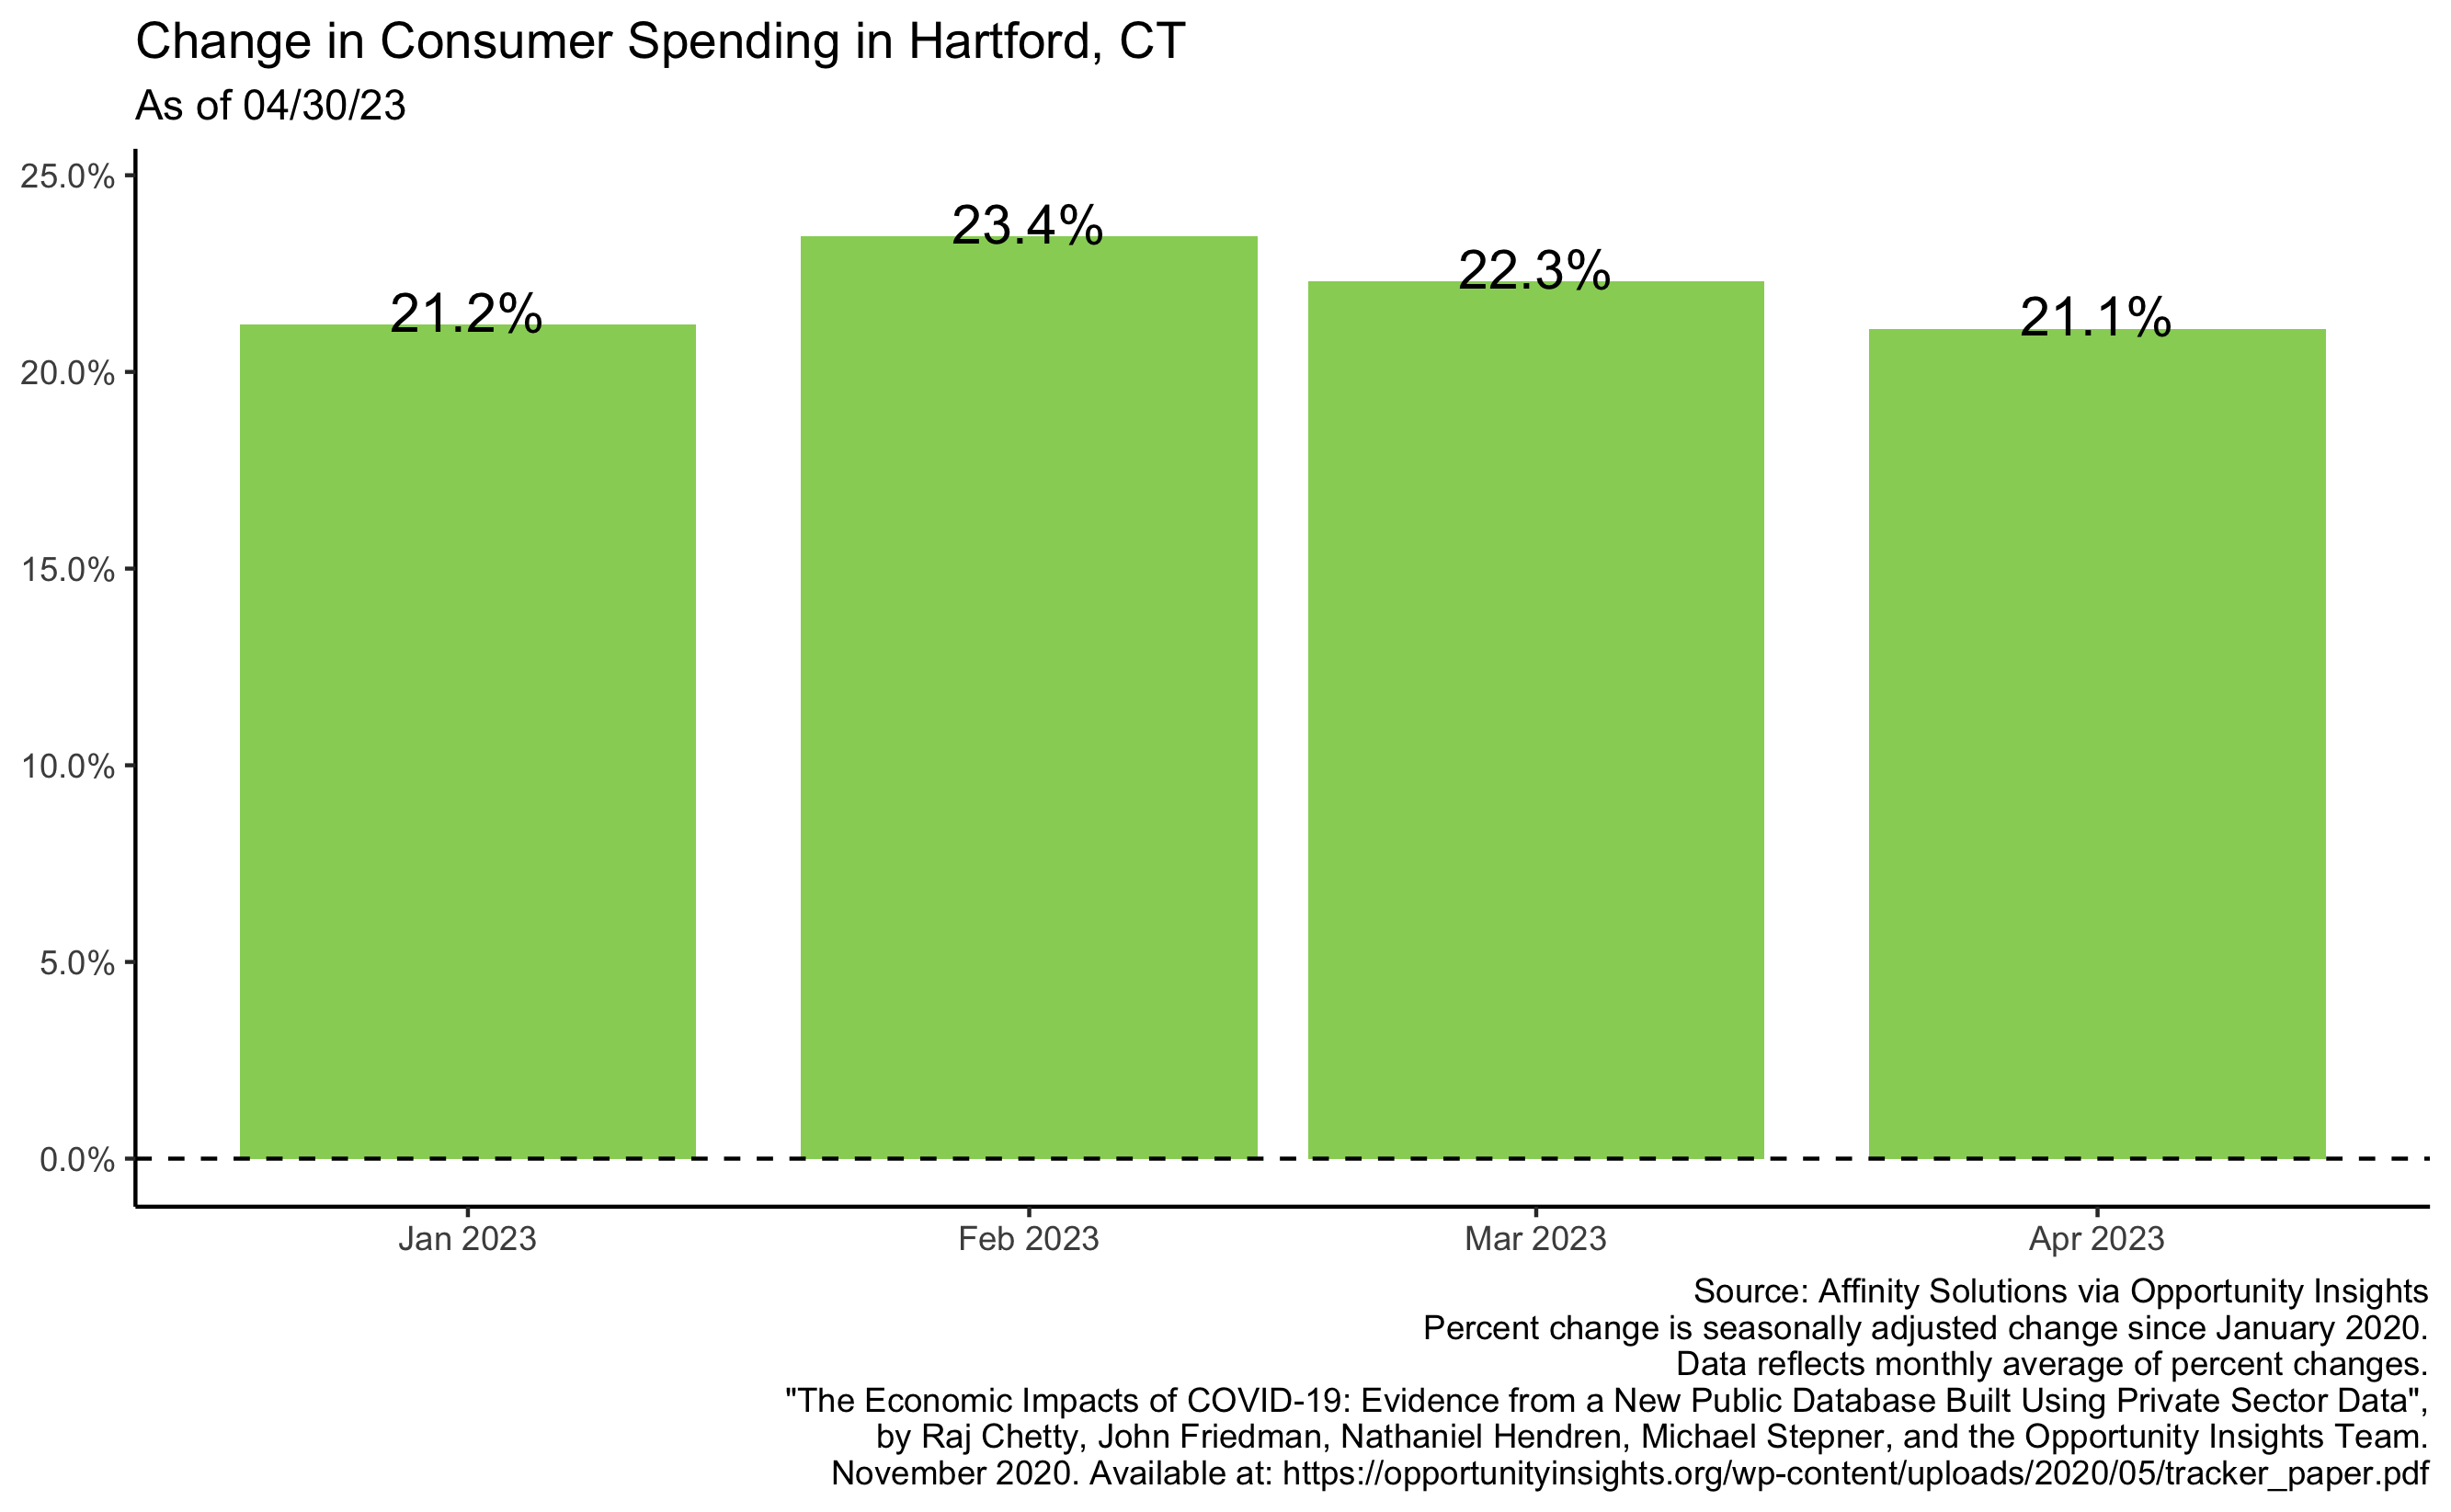 Change in Consumer Spending in Hartford, CT
As of 04/30/23
25.0%
20.0%
15.0%
10.0%
5.0%
0.0%
21.2%
23.4%
22.3%
21.1%
Jan 2023
Feb 2023
Mar 2023
Apr 2023
Source: Affinity Solutions via Opportunity Insights
Percent change is seasonally adjusted change since January 2020.
Data reflects monthly average of percent changes.
"The Economic Impacts of COVID-19: Evidence from a New Public Database Built Using Private Sector Data",
by Raj Chetty, John Friedman, Nathaniel Hendren, Michael Stepner, and the Opportunity Insights Team.
November 2020. Available at: https://opportunityinsights.org/wp-content/uploads/2020/05/tracker_paper.pdf